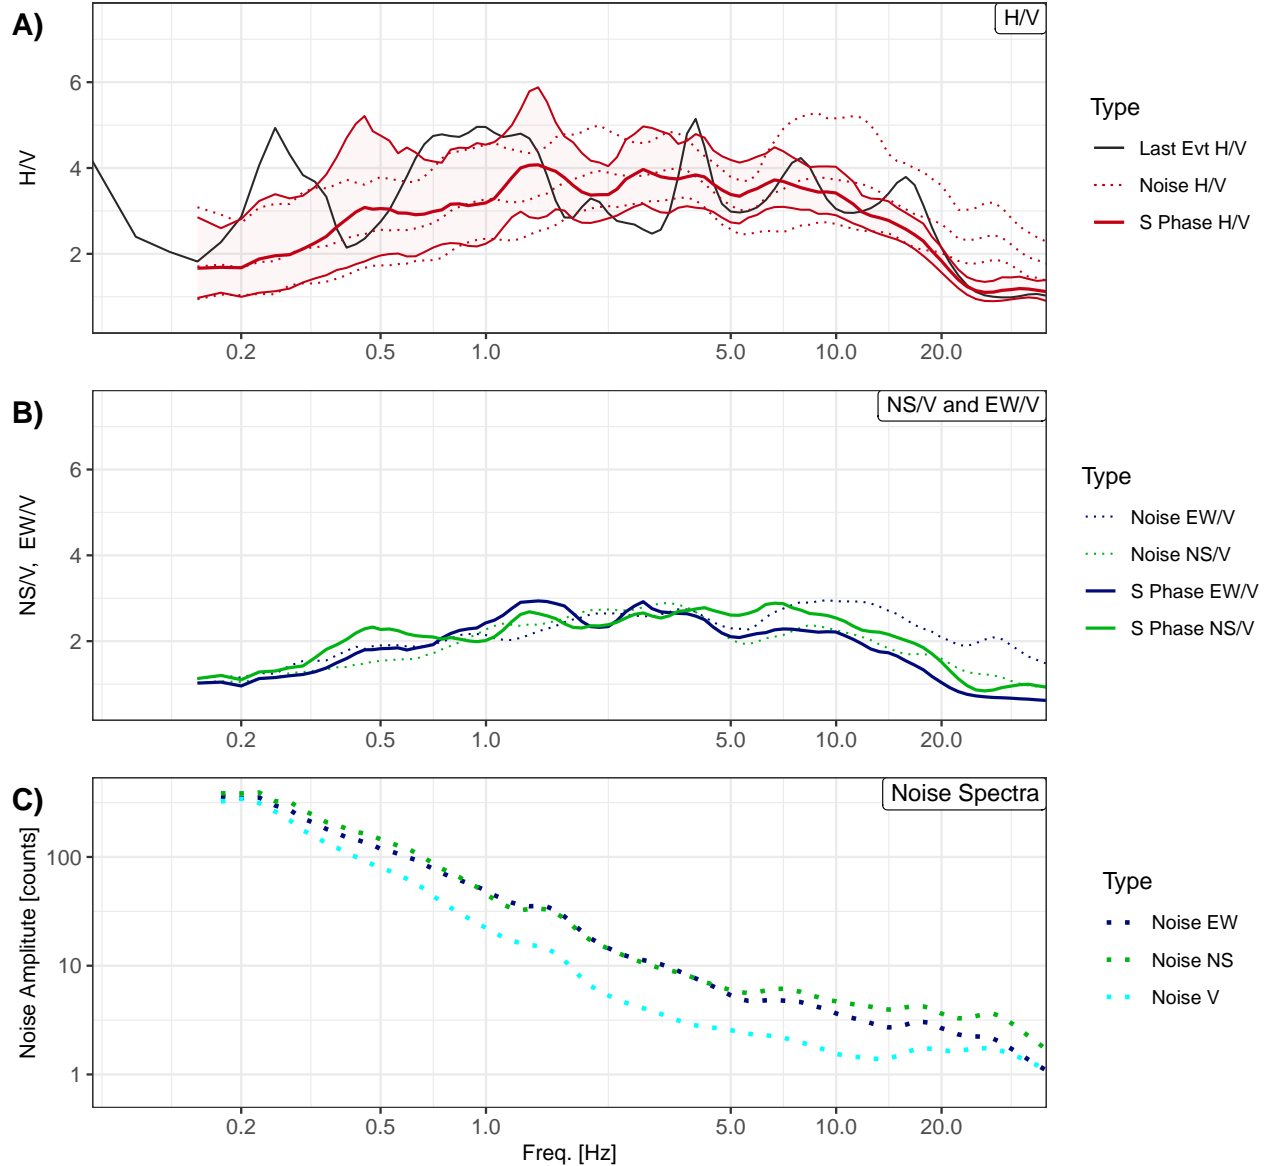 A)
H/V
6
4
2
H/V
0.2 0.5 1.0 5.0 10.0 20.0
Type
Last Evt H/V
Noise H/V
S Phase H/V
B)
NS/V and EW/V
6
4
2
NS/V, EW/V
0.2 0.5 1.0 5.0 10.0 20.0
Type
Noise EW/V
Noise NS/V
S Phase EW/V
S Phase NS/V
C)
Noise Spectra
100
10
1
Noise Amplitute [counts]
0.2 0.5 1.0 5.0 10.0 20.0
Freq. [Hz]
Type
Noise EW
Noise NS
Noise V